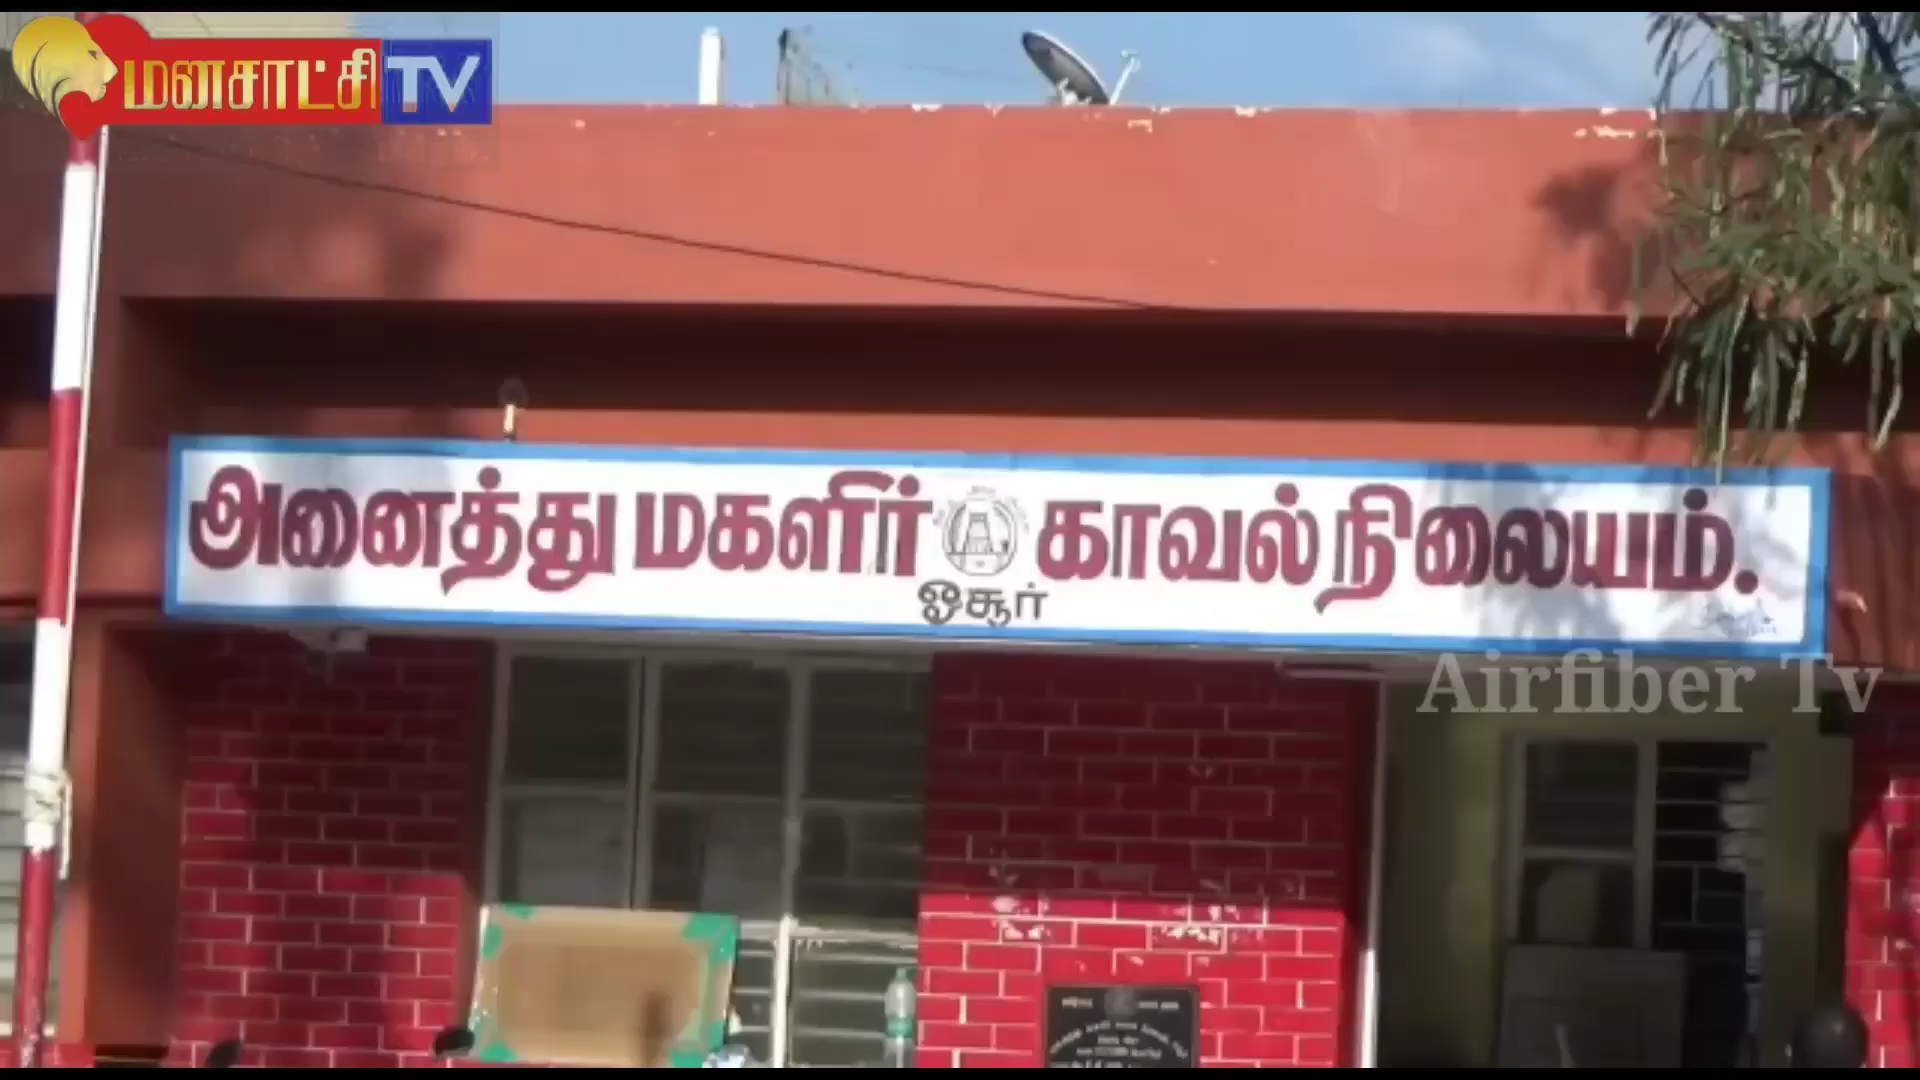 மனசாட்சி TV
அனைத்து மகளிர் காவல் நிலையம்.
ஓசூர்
Airfiber Tv